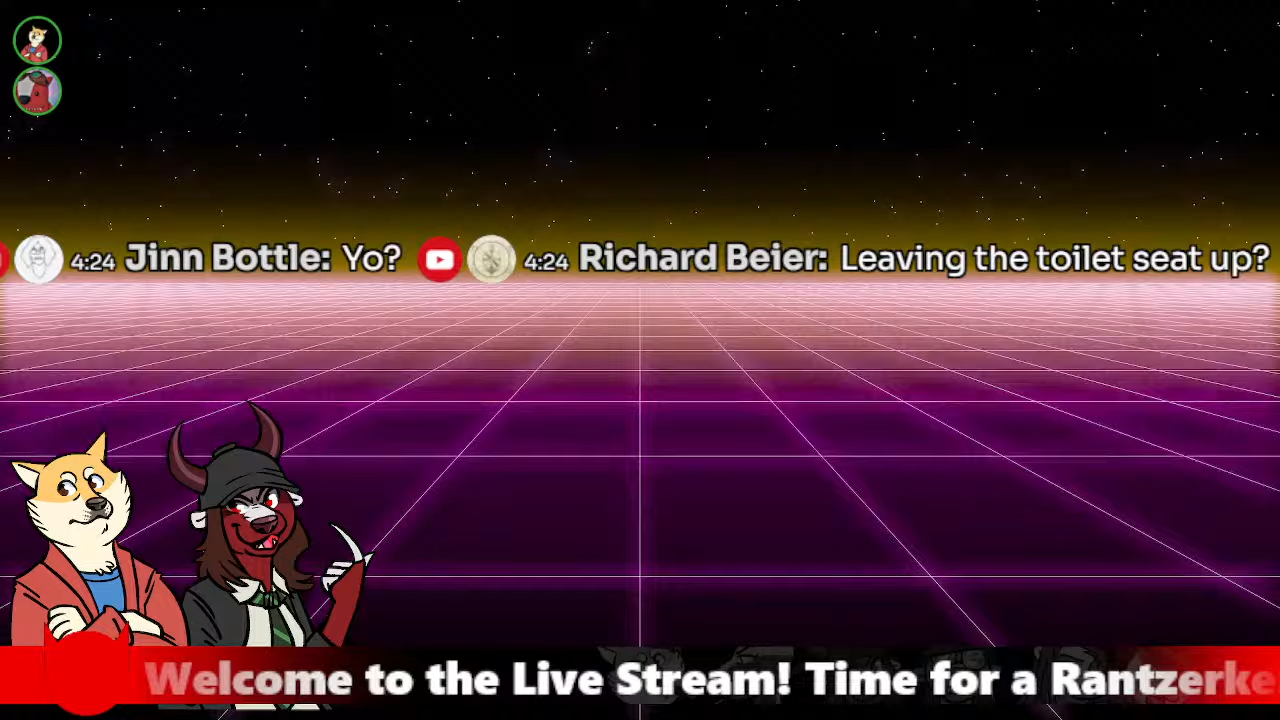 4:24 Jinn Bottle: Yo? 4:24 Richard Beier: Leaving the toilet seat up?
Welcome to the Live Stream! Time for a Rantzerke